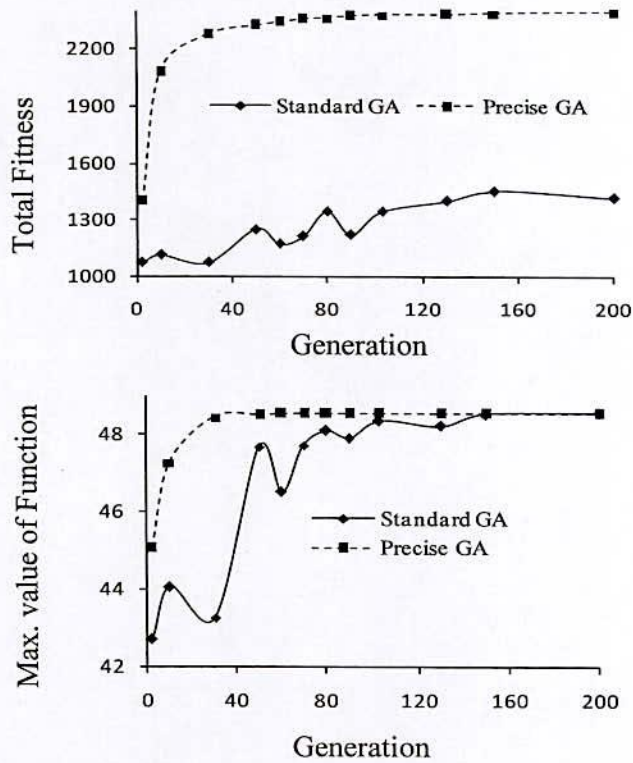 Total Fitness
2200
1900
1600
1300
1000
Standard GA
Precise GA
0
40
80
120
160
200
Generation
Max. value of Function
48
46
44
42
Standard GA
Precise GA
0
40
80
120
160
200
Generation